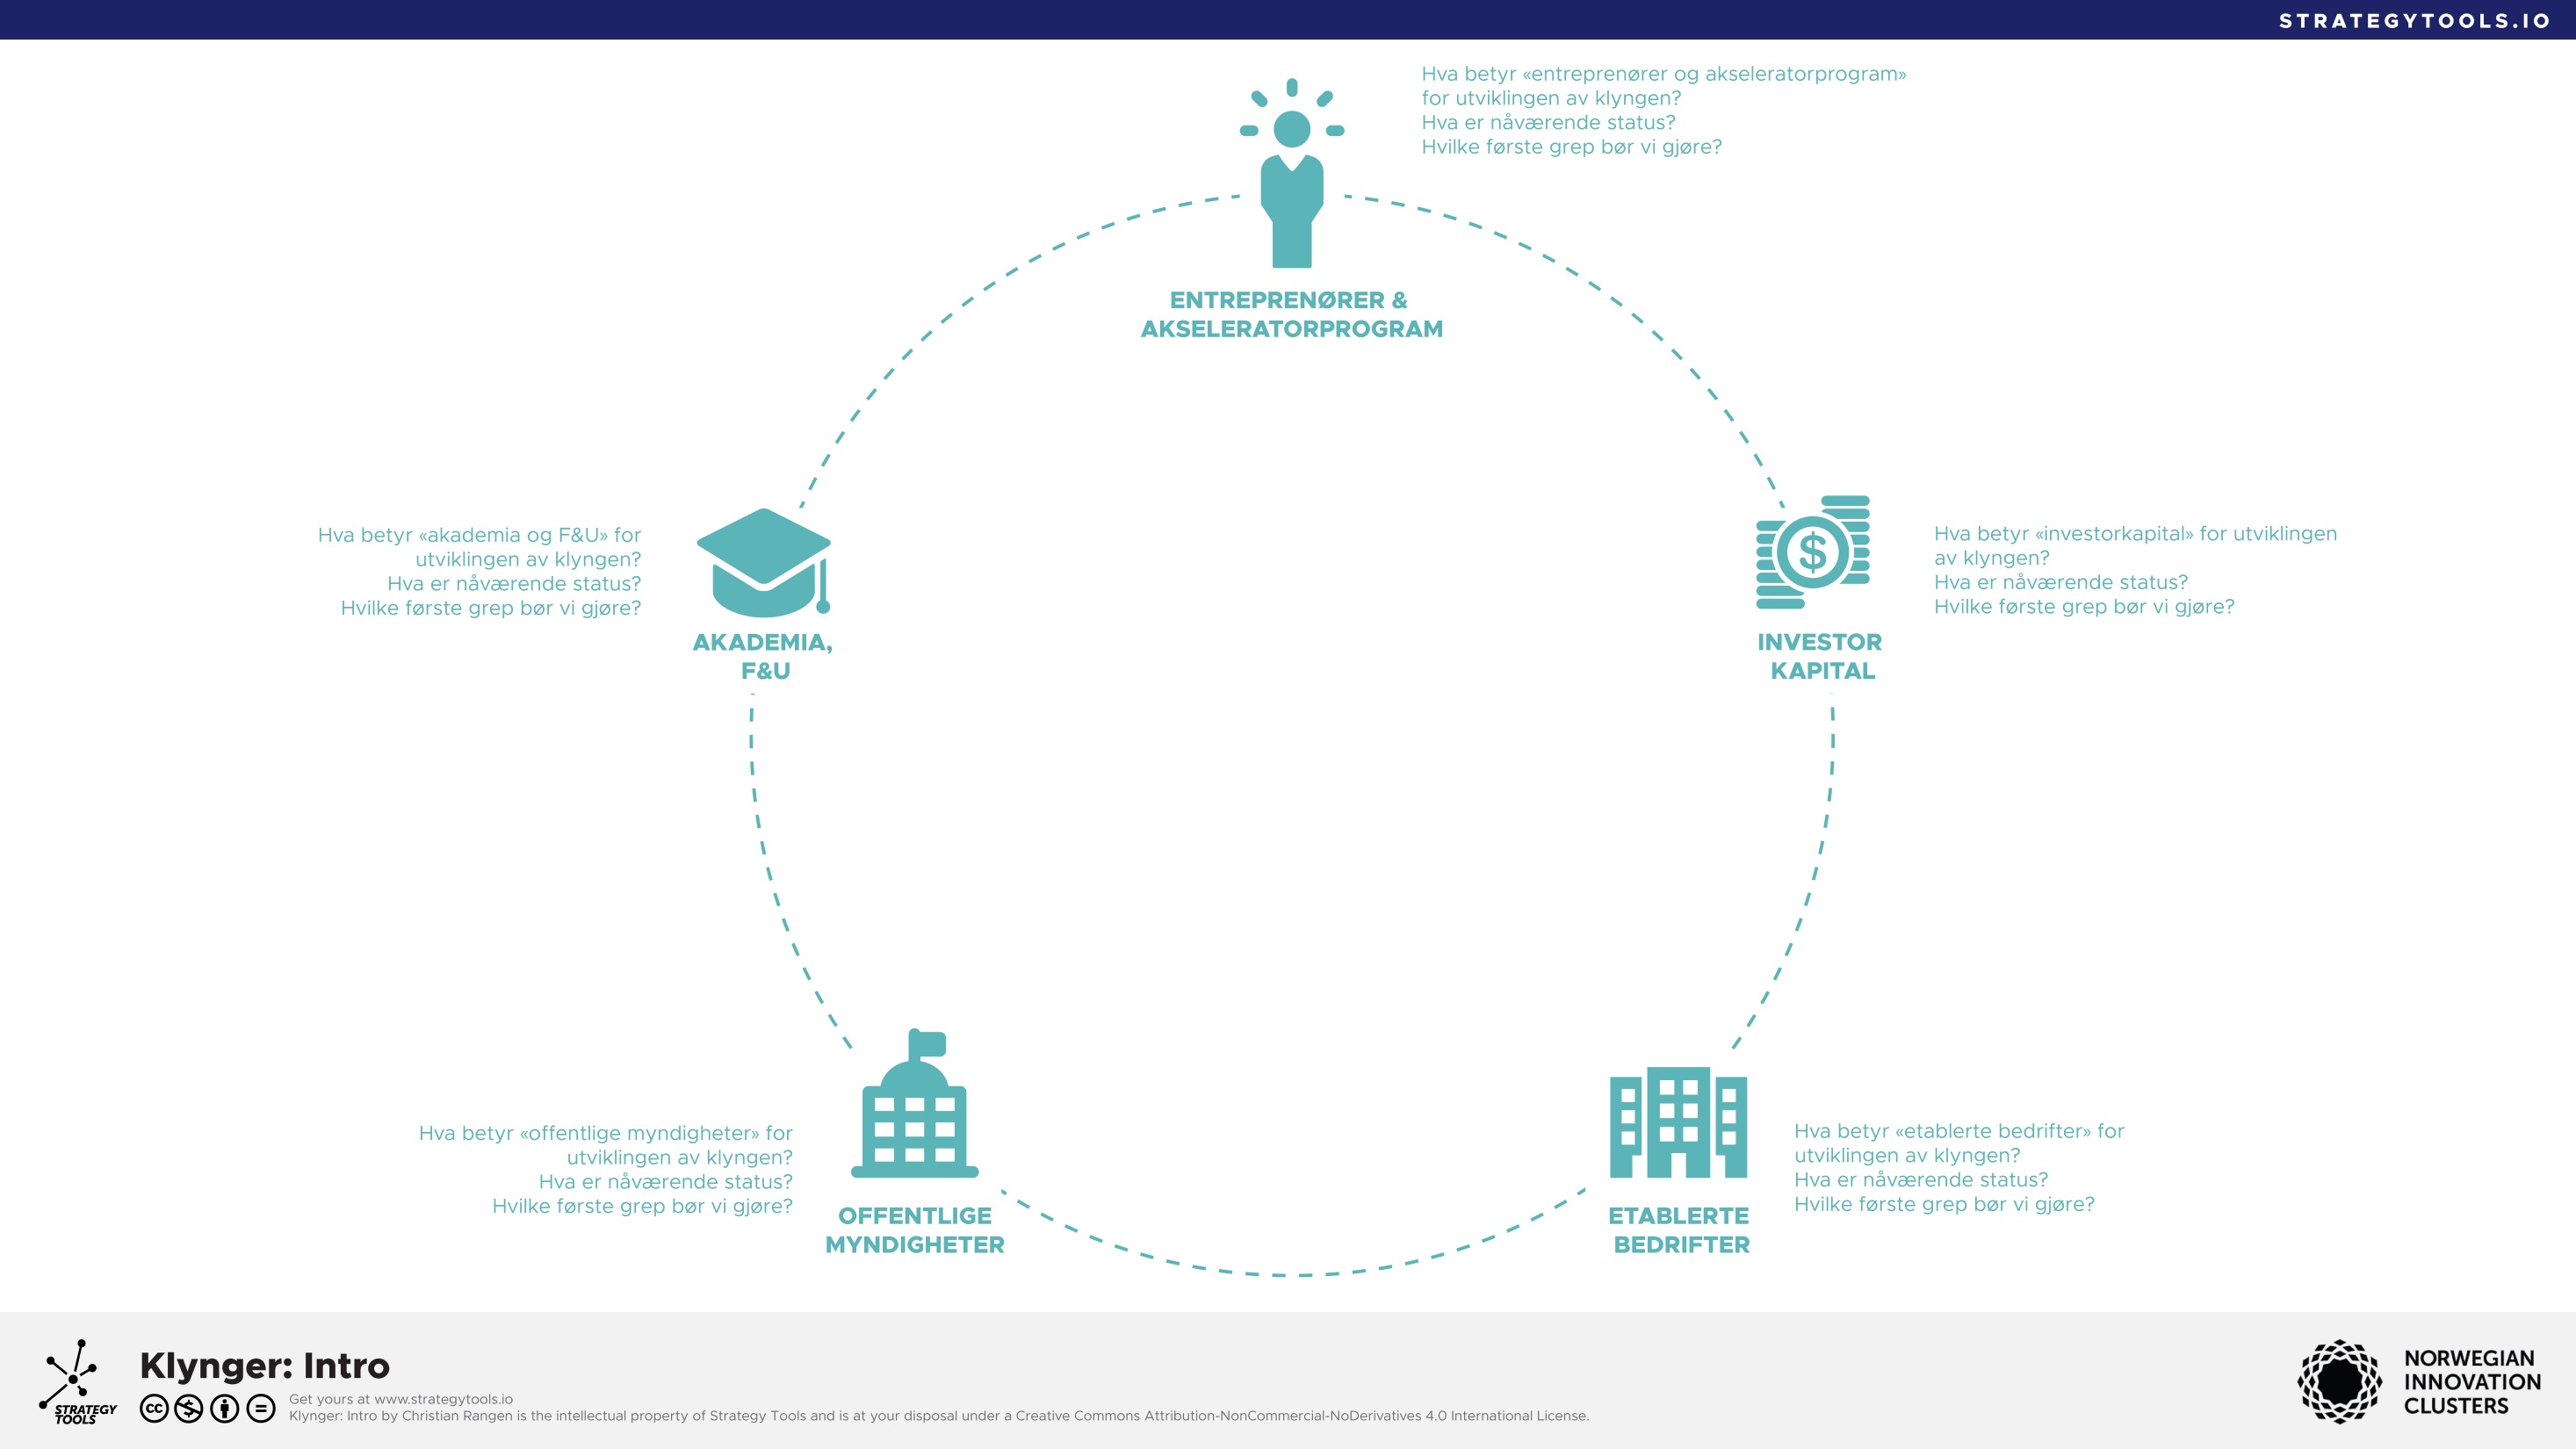 STRATEGYTOOLS.IO
Hva betyr «entreprenører og akseleratorprogram»
for utviklingen av klyngen?
Hva er nåværende status?
Hvilke første grep bør vi gjøre?
ENTREPRENØRER &
AKSELERATORPROGRAM
Hva betyr «akademia og F&U» for
utviklingen av klyngen?
Hva er nåværende status?
Hvilke første grep bør vi gjøre?
AKADEMIA,
F&U
$
INVESTOR
KAPITAL
Hva betyr «investorkapital» for utviklingen
av klyngen?
Hva er nåværende status?
Hvilke første grep bør vi gjøre?
Hva betyr «offentlige myndigheter» for
utviklingen av klyngen?
Hva er nåværende status?
Hvilke første grep bør vi gjøre?
OFFENTLIGE
MYNDIGHETER
ETABLERTE
BEDRIFTER
Hva betyr «etablerte bedrifter» for
utviklingen av klyngen?
Hva er nåværende status?
Hvilke første grep bør vi gjøre?
STRATEGY
TOOLS
Klynger: Intro
cc
Get yours at www.strategytools.io
Klynger: Intro by Christian Rangen is the intellectual property of Strategy Tools and is at your disposal under a Creative Commons Attribution-NonCommercial-NoDerivatives 4.0 International License.
NORWEGIAN
INNOVATION
CLUSTERS